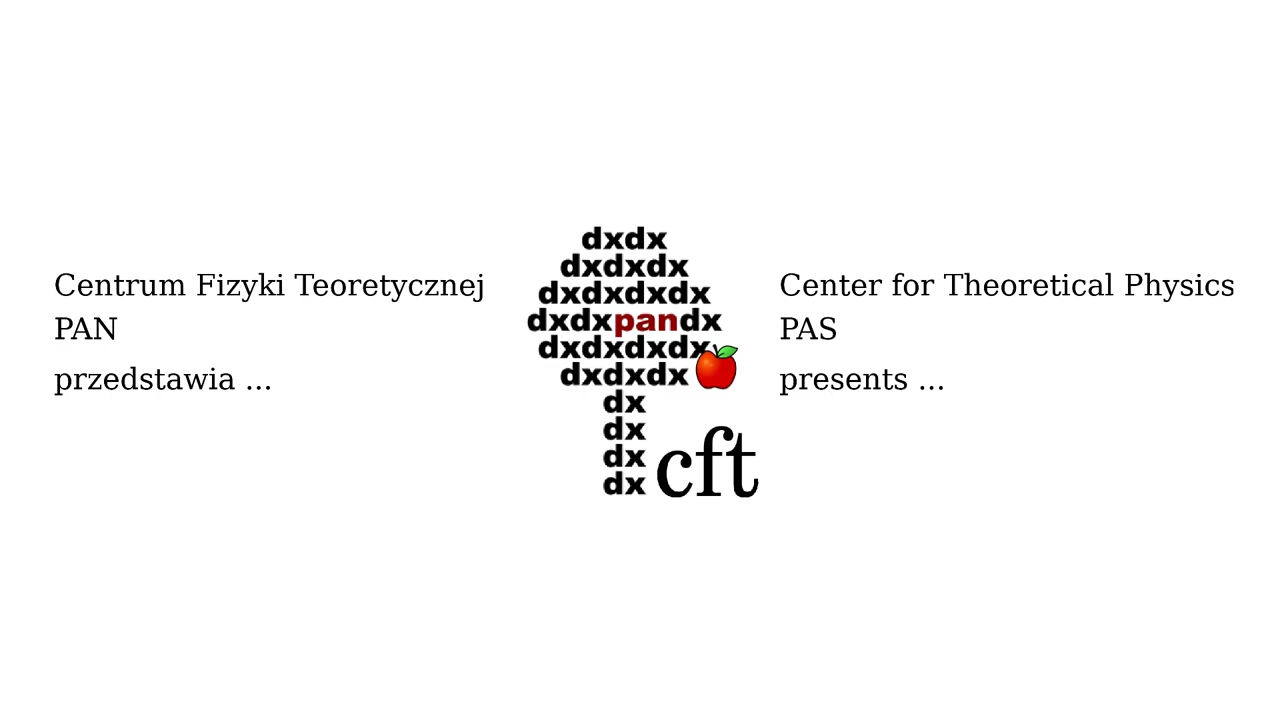 Centrum Fizyki Teoretycznej
PAN
przedstawia ...
dxdx
dxdxdx
dxdxdxdx
dxdxpandx
dxdxdxdx
dxdxdx
dx
dx
dx
dx
cft
Center for Theoretical Physics
PAS
presents ...